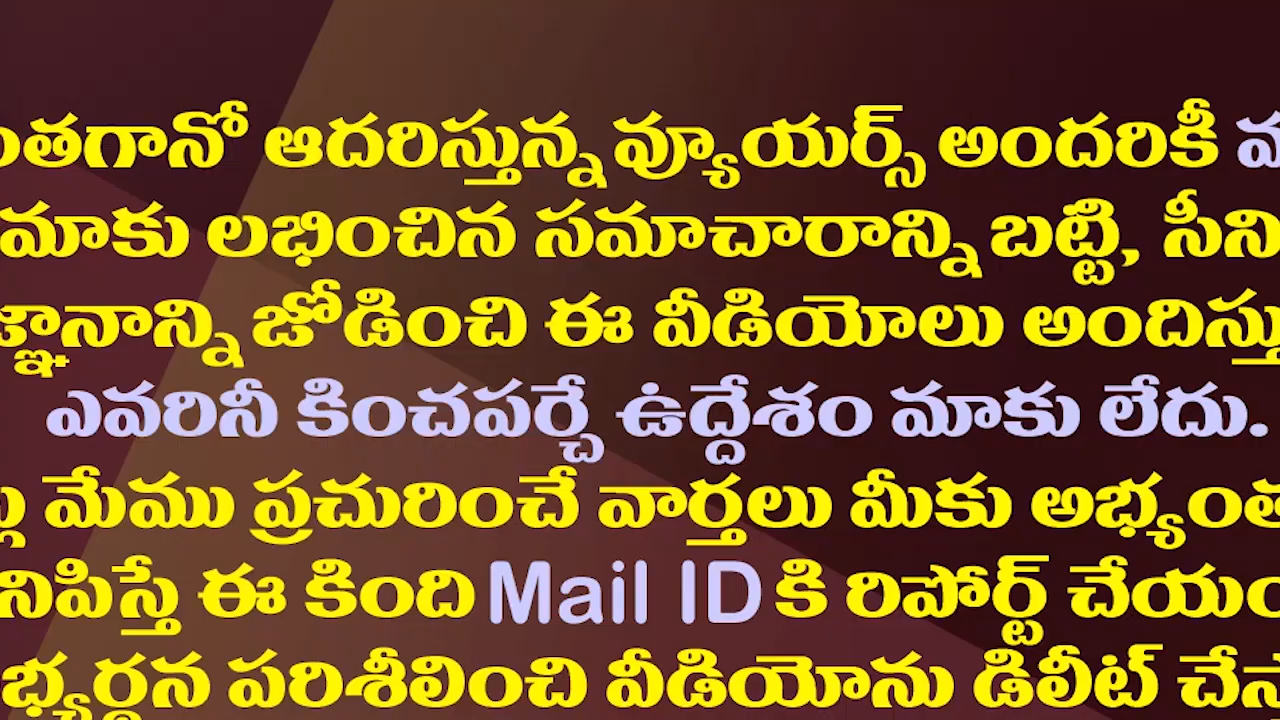 ఆదరిస్తున్న వ్యూయర్స్ అందరికీ
మాకు లభించిన సమాచారాన్ని బట్టి, సీని
జోడించి ఈ వీడియోలు
ఎవరినీ కించపర్చే ఉద్దేశం మాకు లేదు.
మేము ప్రచురించే వార్తలు మీకు
ఈ కింది Mail ID కి రిపోర్ట్
పరిశీలించి వీడియోను డిలీట్